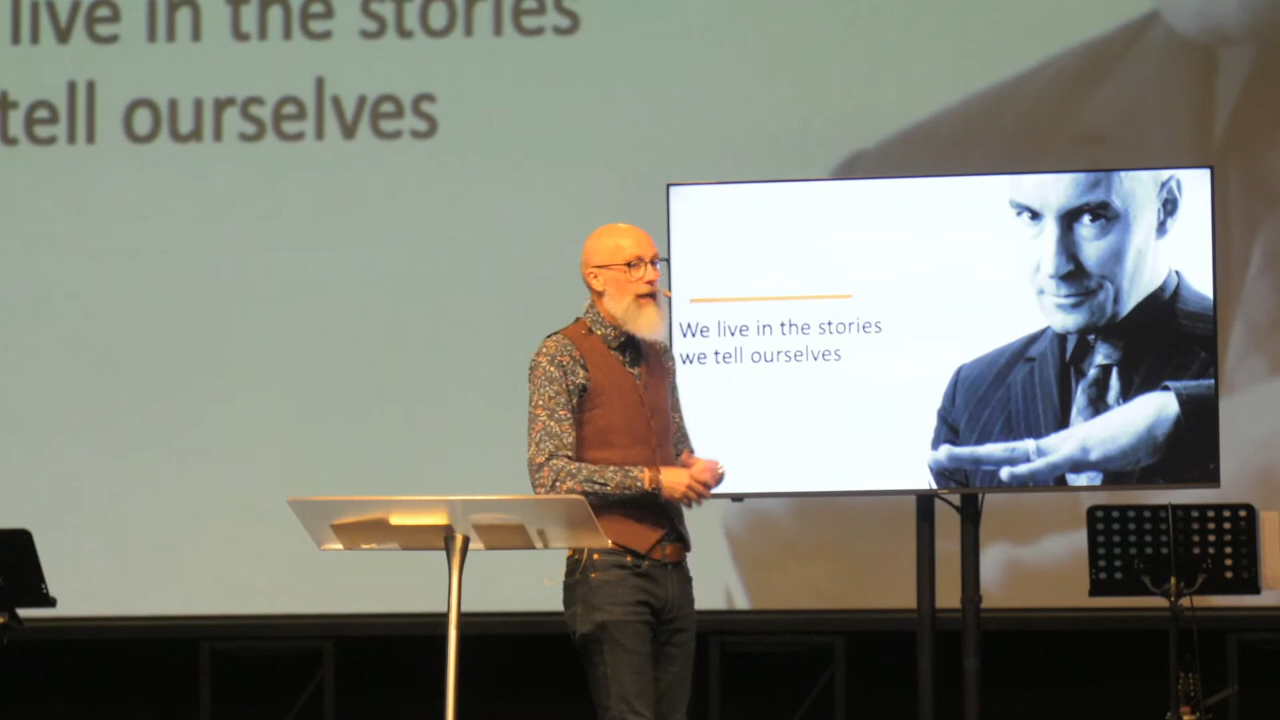 live in the stories
tell ourselves
We live in the stories
we tell ourselves